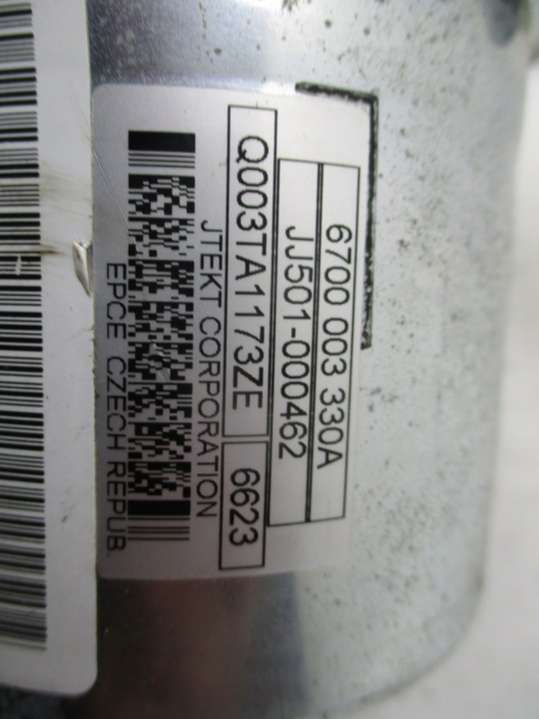 6700 003 330A
JJ501-000462
Q003TA1173ZE 6623
JTEKT CORPORATION
EPCE CZECH REPUB.